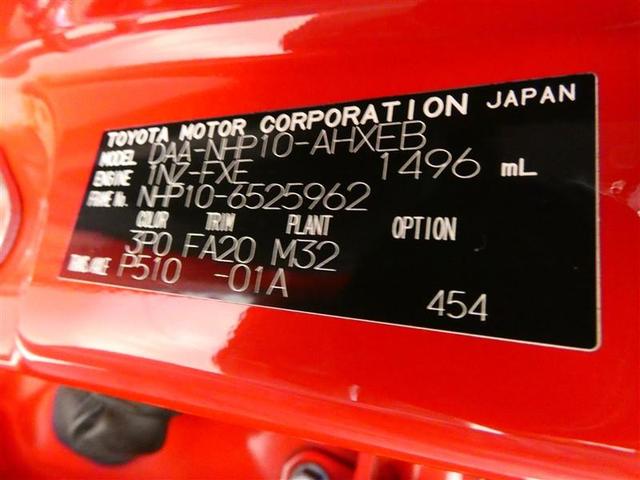 TOYOTA MOTOR CORPORATION JAPAN
MODEL DAA-NHP10-AHXEB
ENGINE 1NZ-FXE 1496 mL
FRAME No. NHP10-6525962
COLOR TRIM PLANT OPTION
3P0 FA20 M32
TRANS./AXLE P510 -01A
454